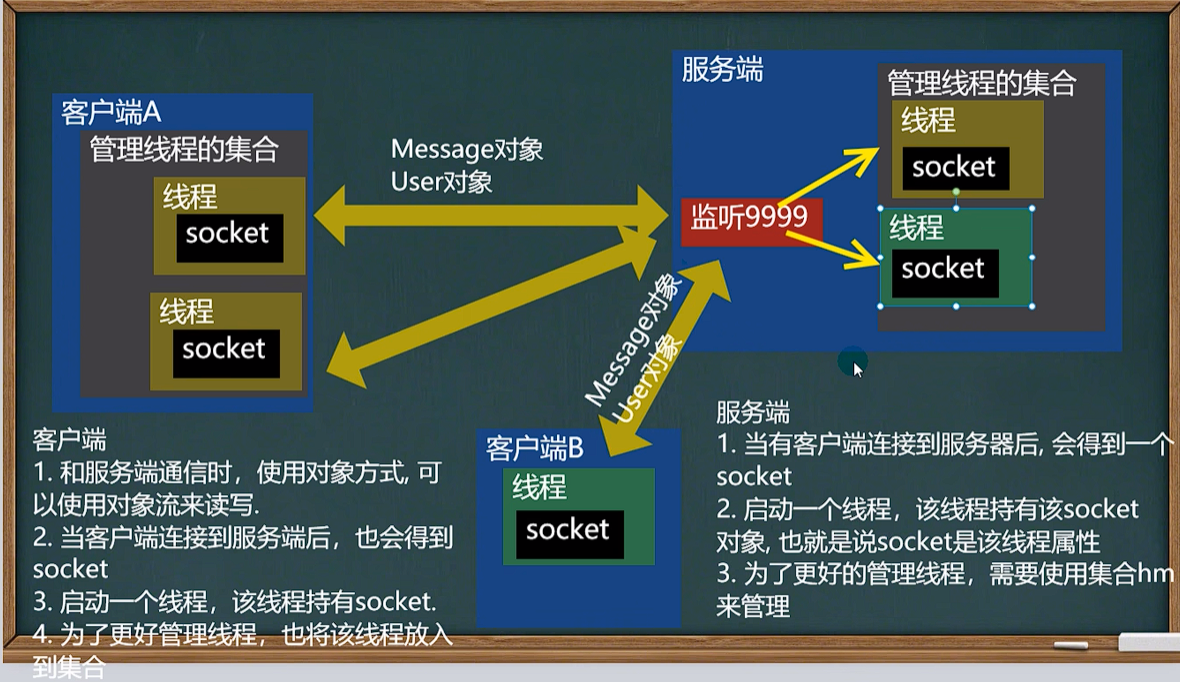 客户端A
管理线程的集合
线程
socket
线程
socket
Message对象
User对象
服务端
管理线程的集合
线程
socket
监听9999
线程
socket
Message对象
User对象
客户端B
线程
socket
客户端
1. 和服务端通信时，使用对象方式, 可
以使用对象流来读写.
2. 当客户端连接到服务端后，也会得到
socket
3. 启动一个线程，该线程持有socket.
4. 为了更好管理线程，也将该线程放入
到集合
服务端
1. 当有客户端连接到服务器后, 会得到一个
socket
2. 启动一个线程，该线程持有该socket
对象, 也就是说socket是该线程属性
3. 为了更好的管理线程，需要使用集合hm
来管理